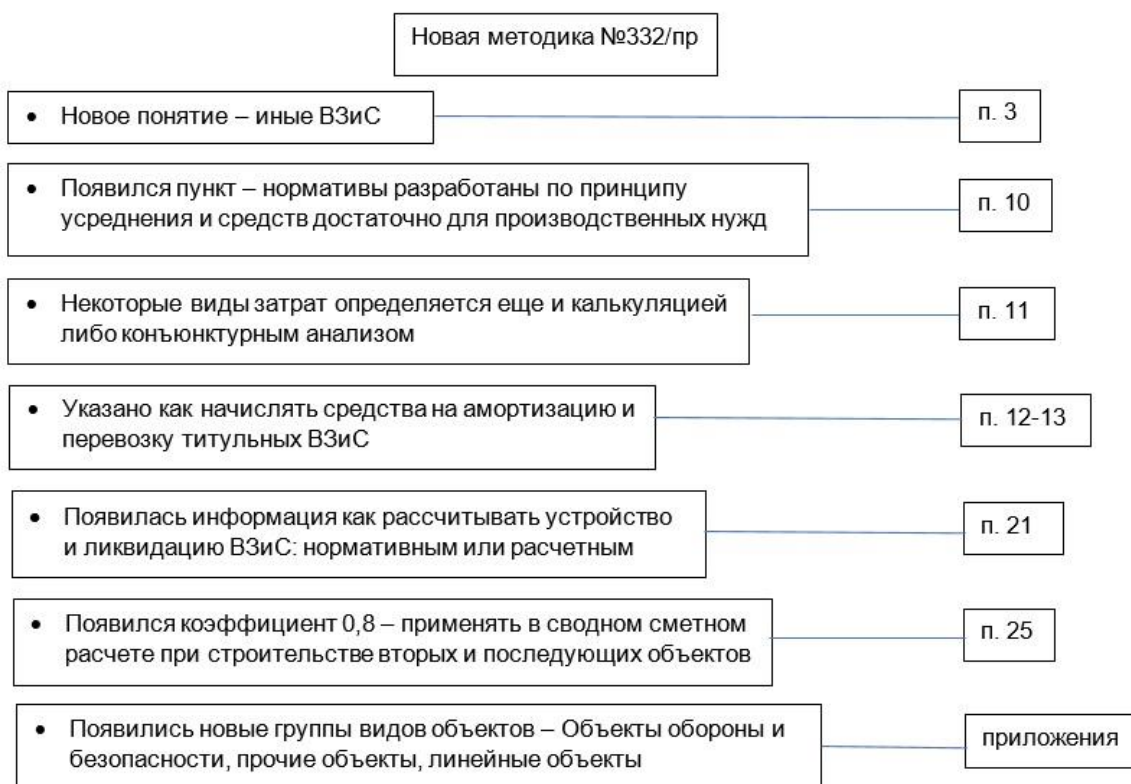 Новая методика №332/пр
• Новое понятие – иные ВЗиС
п. 3
• Появился пункт – нормативы разработаны по принципу
усреднения и средств достаточно для производственных нужд
п. 10
• Некоторые виды затрат определяется еще и калькуляцией
либо конъюнктурным анализом
п. 11
• Указано как начислять средства на амортизацию и
перевозку титульных ВЗиС
п. 12-13
• Появилась информация как рассчитывать устройство
и ликвидацию ВЗиС: нормативным или расчетным
п. 21
• Появился коэффициент 0,8 – применять в сводном сметном
расчете при строительстве вторых и последующих объектов
п. 25
• Появились новые группы видов объектов – Объекты обороны и
безопасности, прочие объекты, линейные объекты
приложения